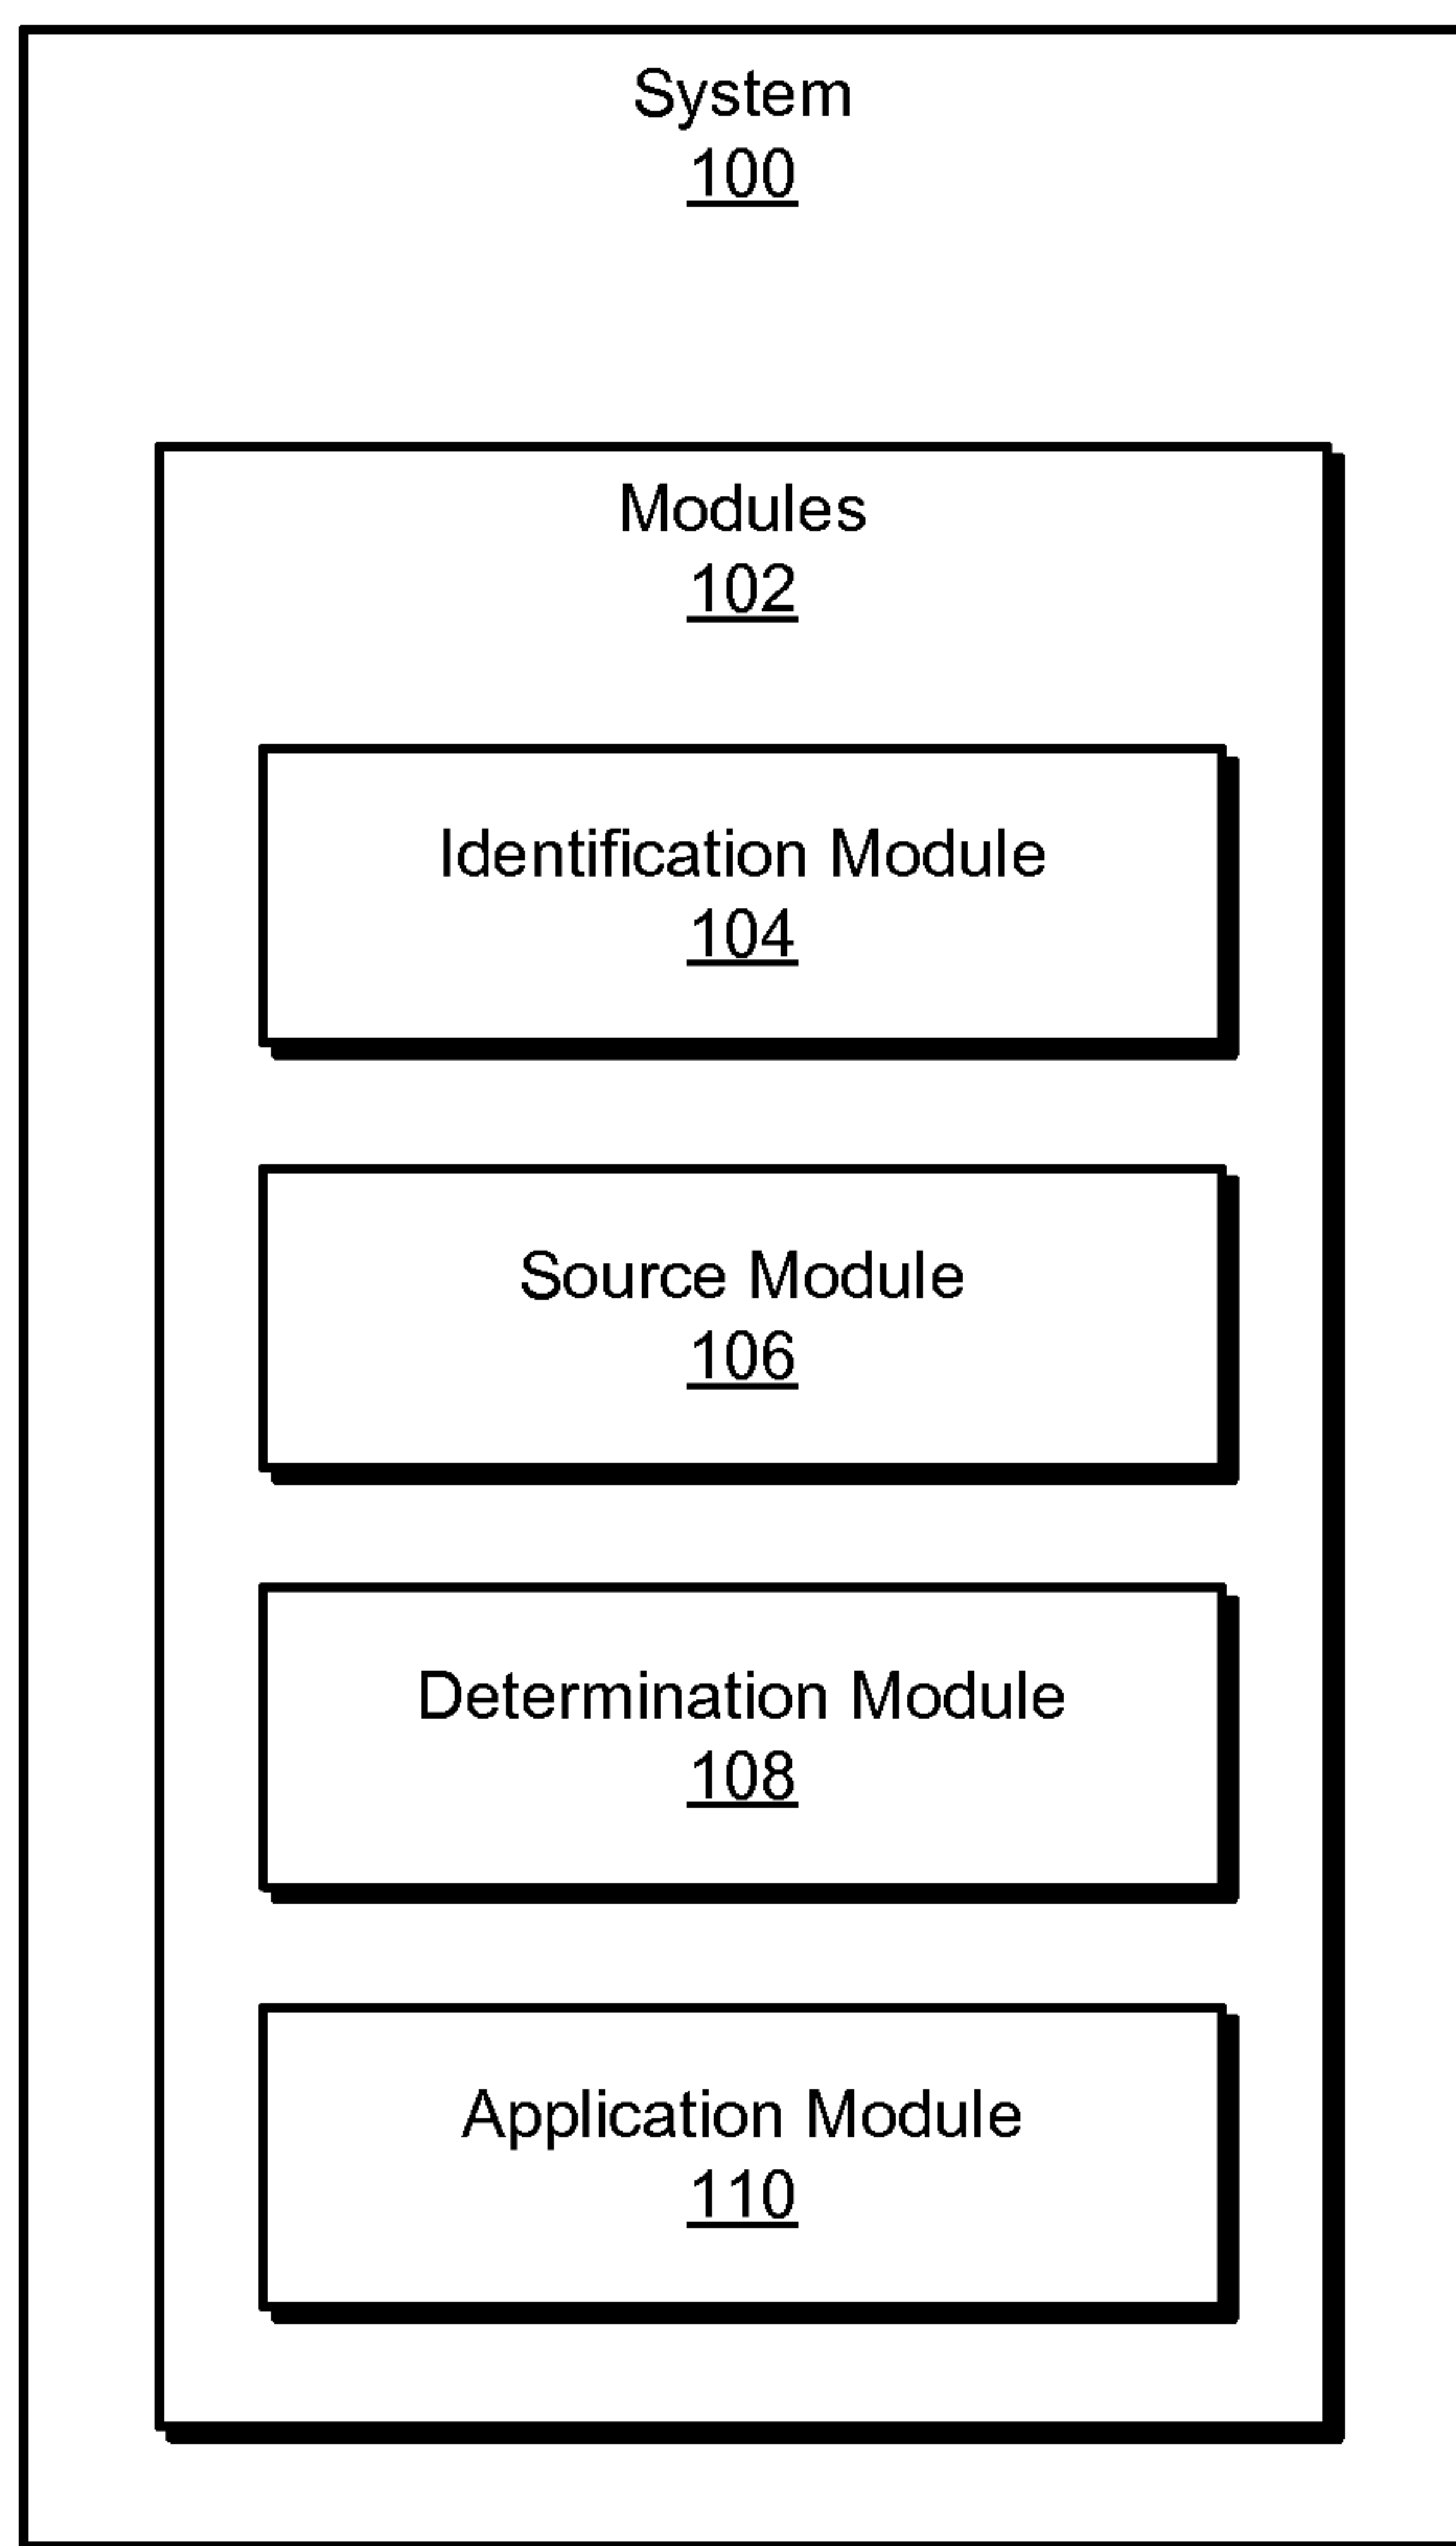 System
100
Modules
102
Identification Module
104
Source Module
106
Determination Module
108
Application Module
110